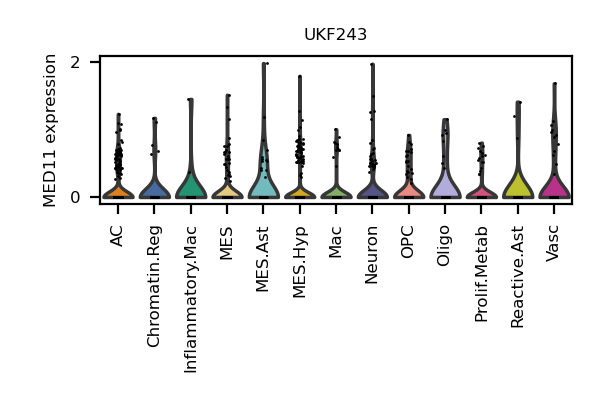 UKF243
MED11 expression
2
0
AC
Chromatin.Reg
Inflammatory.Mac
MES
MES.Ast
MES.Hyp
Mac
Neuron
OPC
Oligo
Prolif.Metab
Reactive.Ast
Vasc